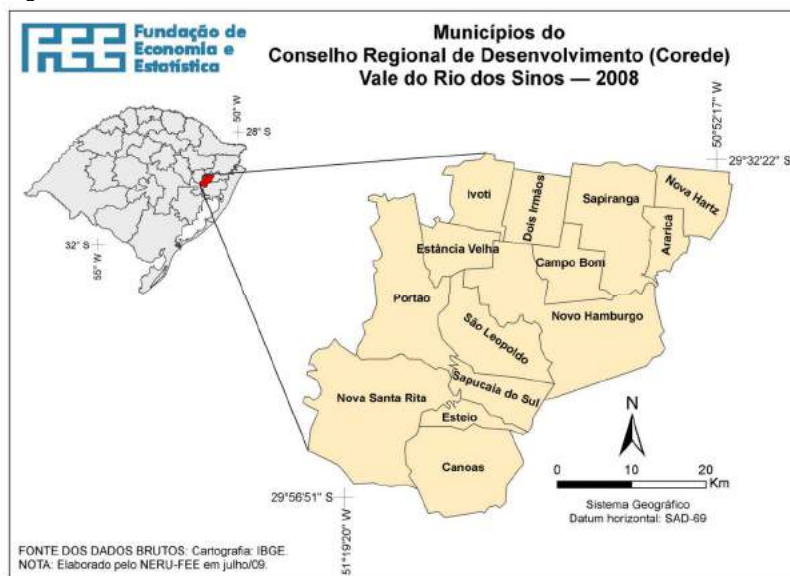 FEE Fundação de
Economia e
Estatística
Municípios do
Conselho Regional de Desenvolvimento (Corede)
Vale do Rio dos Sinos — 2008
50° W
28° S
32° S
55° W
50° 52'17" W
29°32'22" S
Ivoti
Dois Irmãos
Sapiranga
Nova Hartz
Araricá
Estância Velha
Campo Bom
Portão
Novo Hamburgo
São Leopoldo
Nova Santa Rita
Sapucaia do Sul
Esteio
Canoas
N
0 10 20
Km
Sistema Geográfico
Datum horizontal: SAD-69
29°56'51" S
51°19'20" W
FONTE DOS DADOS BRUTOS: Cartografia: IBGE.
NOTA: Elaborado pelo NERU-FEE em julho/09.